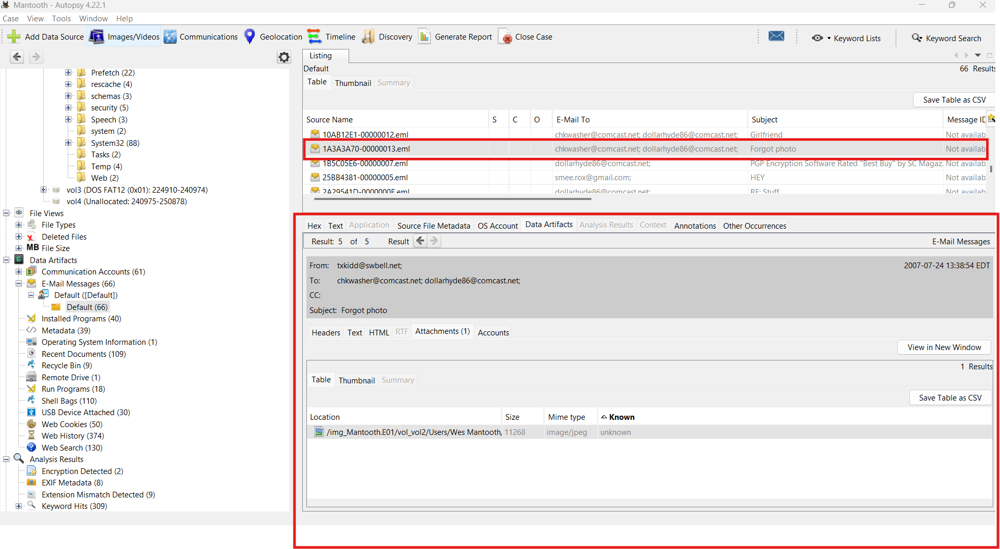 Mantooth - Autopsy 4.22.1
Case View Tools Window Help
Add Data Source Images/Videos Communications Geolocation Timeline Discovery Generate Report Close Case Keyword Lists Keyword Search
Prefetch (22)
rescache (4)
schemas (3)
security (5)
Speech (3)
system (2)
System32 (88)
Tasks (2)
Temp (4)
Web (2)
vol3 (DOS FAT12 (0x01): 224910-240974)
vol4 (Unallocated: 240975-250878)
File Views
File Types
Deleted Files
MB File Size
Data Artifacts
Communication Accounts (61)
E-Mail Messages (66)
Default ([Default])
Default (66)
Installed Programs (40)
Metadata (39)
Operating System Information (1)
Recent Documents (109)
Recycle Bin (9)
Remote Drive (1)
Run Programs (18)
Shell Bags (110)
USB Device Attached (30)
Web Cookies (50)
Web History (374)
Web Search (130)
Analysis Results
Encryption Detected (2)
EXIF Metadata (8)
Extension Mismatch Detected (9)
Keyword Hits (309)
Listing
Default 66 Results
Table Thumbnail Summary
Save Table as CSV
Source Name S C O E-Mail To Subject Message ID
10AB12E1-00000012.eml chkwasher@comcast.net; dollarhyde86@comcast.net; Girlfriend Not availab
1A3A3A70-00000013.eml chkwasher@comcast.net; dollarhyde86@comcast.net; Forgot photo Not availab
1B5C05E6-00000007.eml dollarhyde86@comcast.net; PGP Encryption Software Rated "Best Buy" by SC Magaz. Not availab
25BB4381-00000005.eml smee.rox@gmail.com; HEY Not availab
2A29541D-0000000F.eml dollarhyde86@comcast.net; RE: Stuff Not availab
Hex Text Application Source File Metadata OS Account Data Artifacts Analysis Results Context Annotations Other Occurrences
Result: 5 of 5 Result E-Mail Messages
From: txkidd@swbell.net; 2007-07-24 13:38:54 EDT
To: chkwasher@comcast.net; dollarhyde86@comcast.net;
CC:
Subject: Forgot photo
Headers Text HTML RTF Attachments (1) Accounts
View in New Window
1 Results
Table Thumbnail Summary
Save Table as CSV
Location Size Mime type Known
/img_Mantooth.E01/vol_vol2/Users/Wes Mantooth/ 11268 image/jpeg unknown